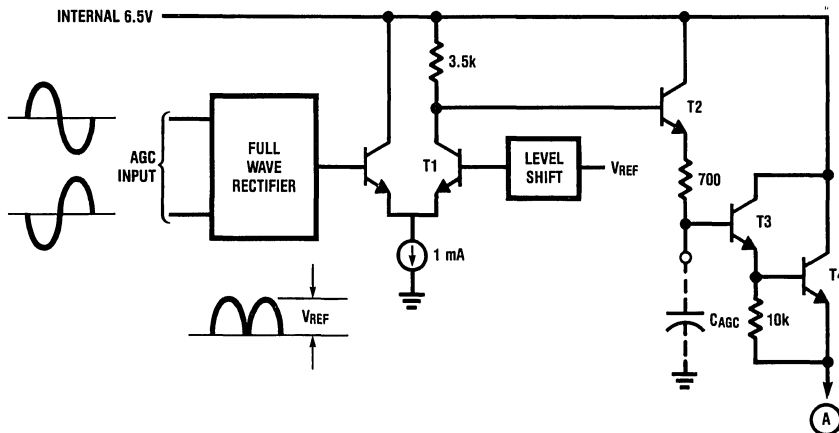 INTERNAL 6.5V
3.5k
T2
AGC
INPUT
FULL
WAVE
RECTIFIER
T1
LEVEL
SHIFT
VREF
700
T3
1 mA
T4
VREF
CAGC
10k
A